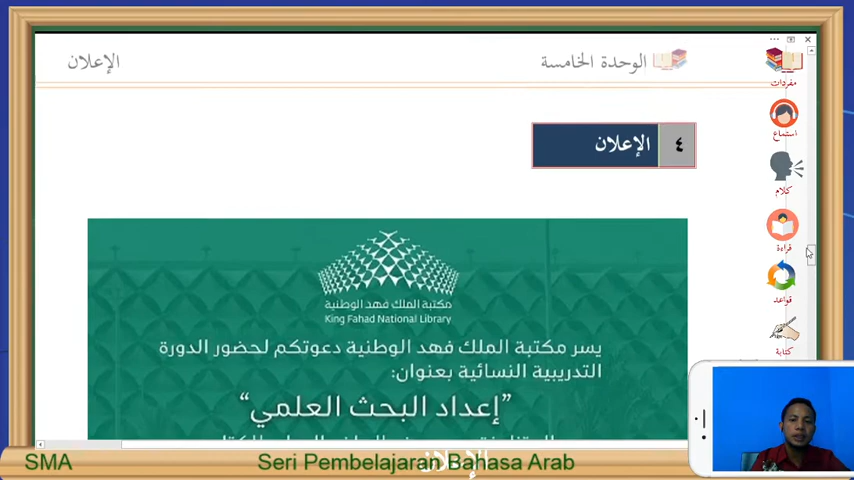 الوحدة الخامسة
الإعلان
٤ الإعلان
مكتبة الملك فهد الوطنية
King Fahad National Library
يسر مكتبة الملك فهد الوطنية دعوتكم لحضور الدورة
التدريبية النسائية بعنوان:
”إعداد البحث العلمي“
مفردات
استماع
كلام
قراءة
قواعد
كتابة
SMA
Seri Pembelajaran Bahasa Arab
الإعلان